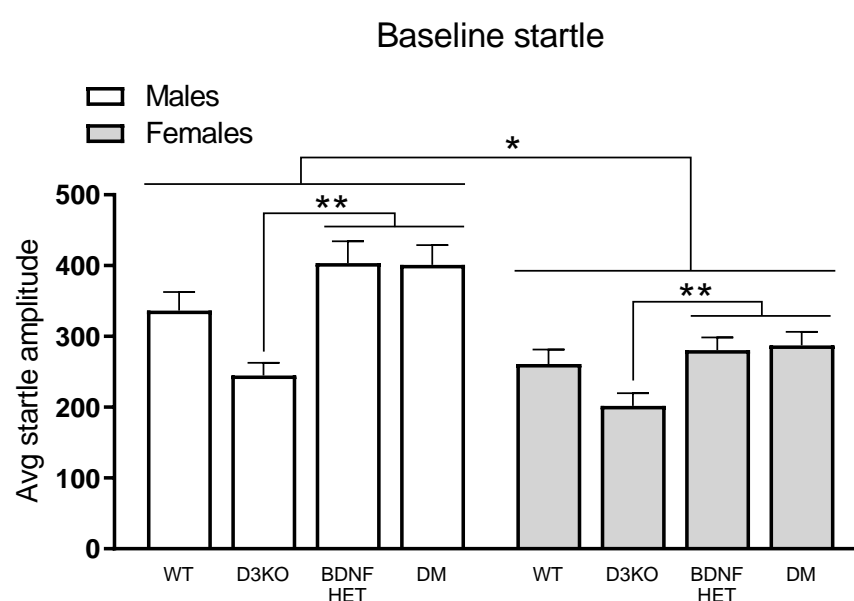 Baseline startle
Males
Females
*
**
**
Avg startle amplitude
500
400
300
200
100
0
WT
D3KO
BDNF
HET
DM
WT
D3KO
BDNF
HET
DM